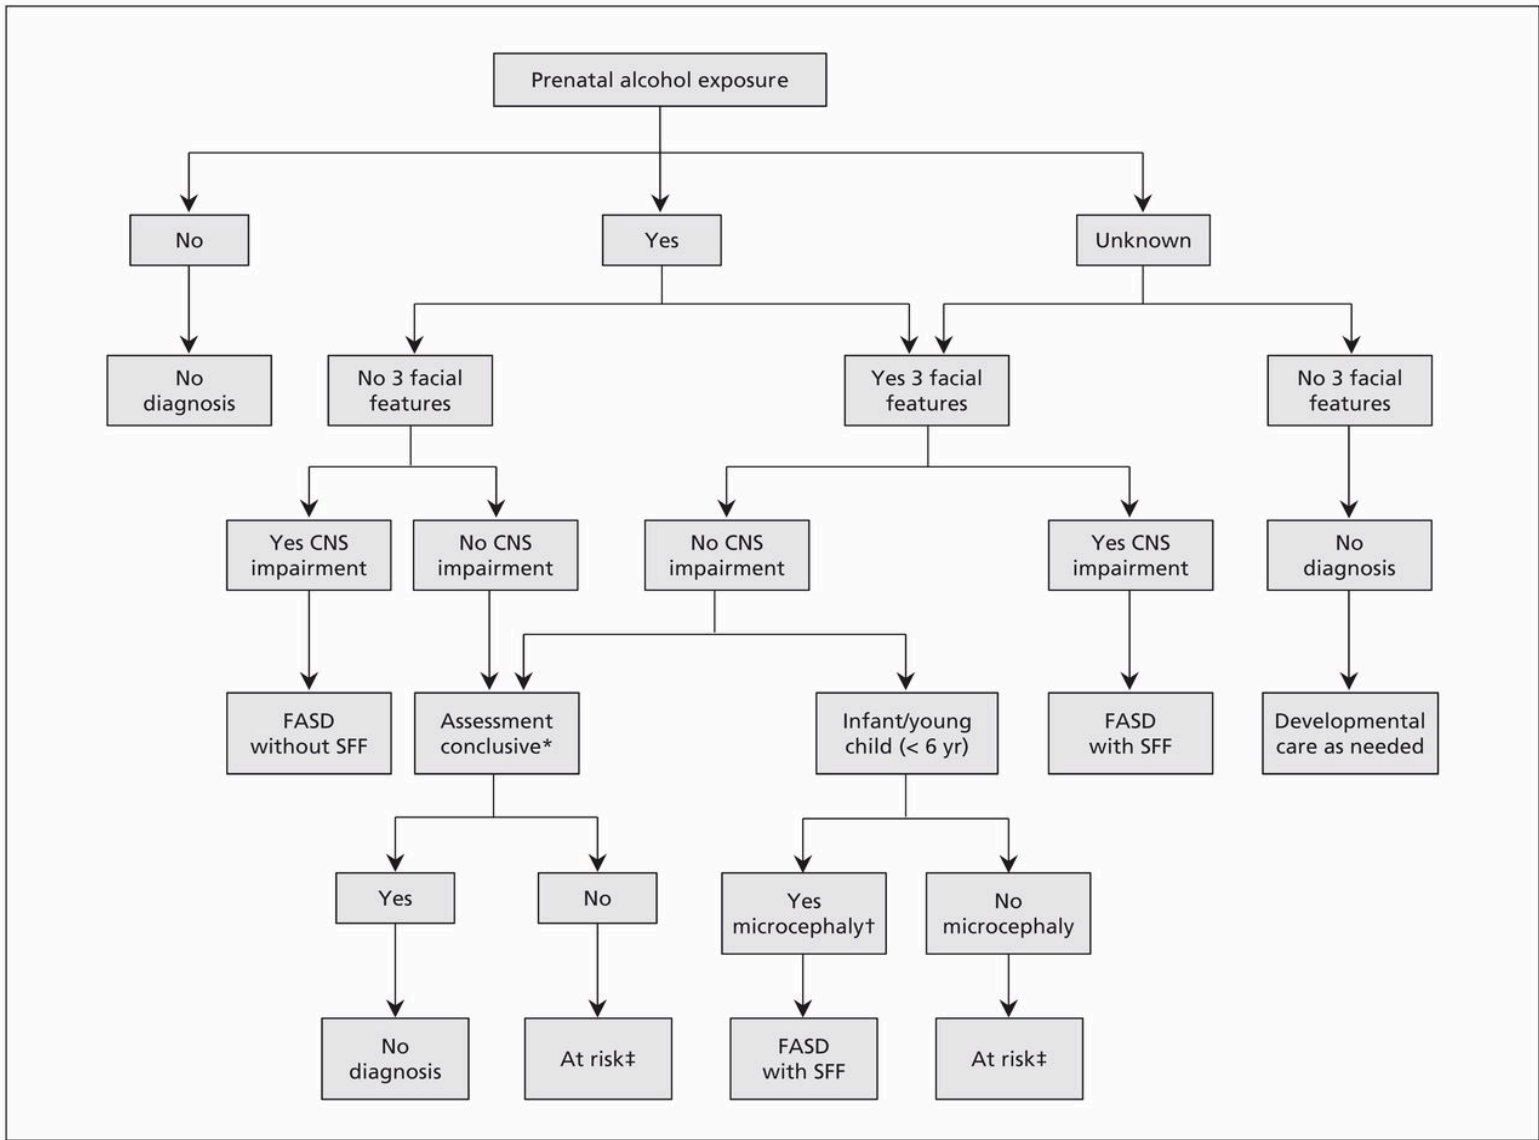 Prenatal alcohol exposure
No
Yes
Unknown
No
diagnosis
No 3 facial
features
Yes 3 facial
features
No 3 facial
features
Yes CNS
impairment
No CNS
impairment
No CNS
impairment
Yes CNS
impairment
No
diagnosis
FASD
without SFF
Assessment
conclusive*
Infant/young
child (< 6 yr)
FASD
with SFF
Developmental
care as needed
Yes
No
Yes
microcephaly†
No
microcephaly
No
diagnosis
At risk‡
FASD
with SFF
At risk‡